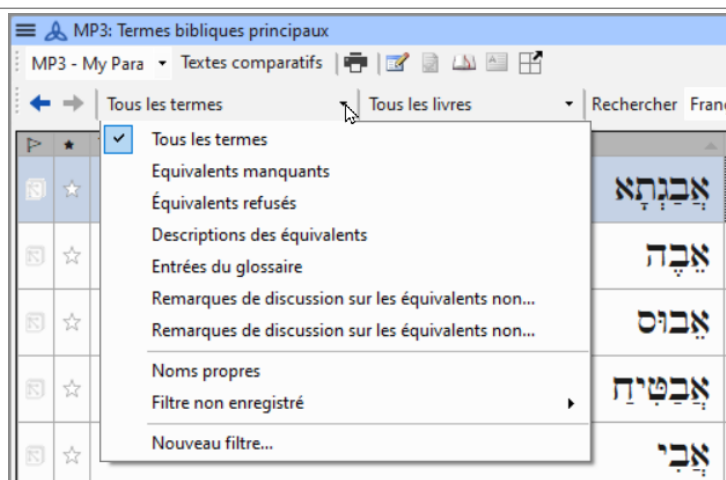 MP3: Termes bibliques principaux
MP3 - My Para Textes comparatifs
Tous les termes Tous les livres Rechercher Fran
Tous les termes
Equivalents manquants
Équivalents refusés
Descriptions des équivalents
Entrées du glossaire
Remarques de discussion sur les équivalents non...
Remarques de discussion sur les équivalents non...
Noms propres
Filtre non enregistré
Nouveau filtre...
אֲבַגְתָא
אֵבֶה
אֵבוּס
אֲבַטִּיחַ
אֲבִי